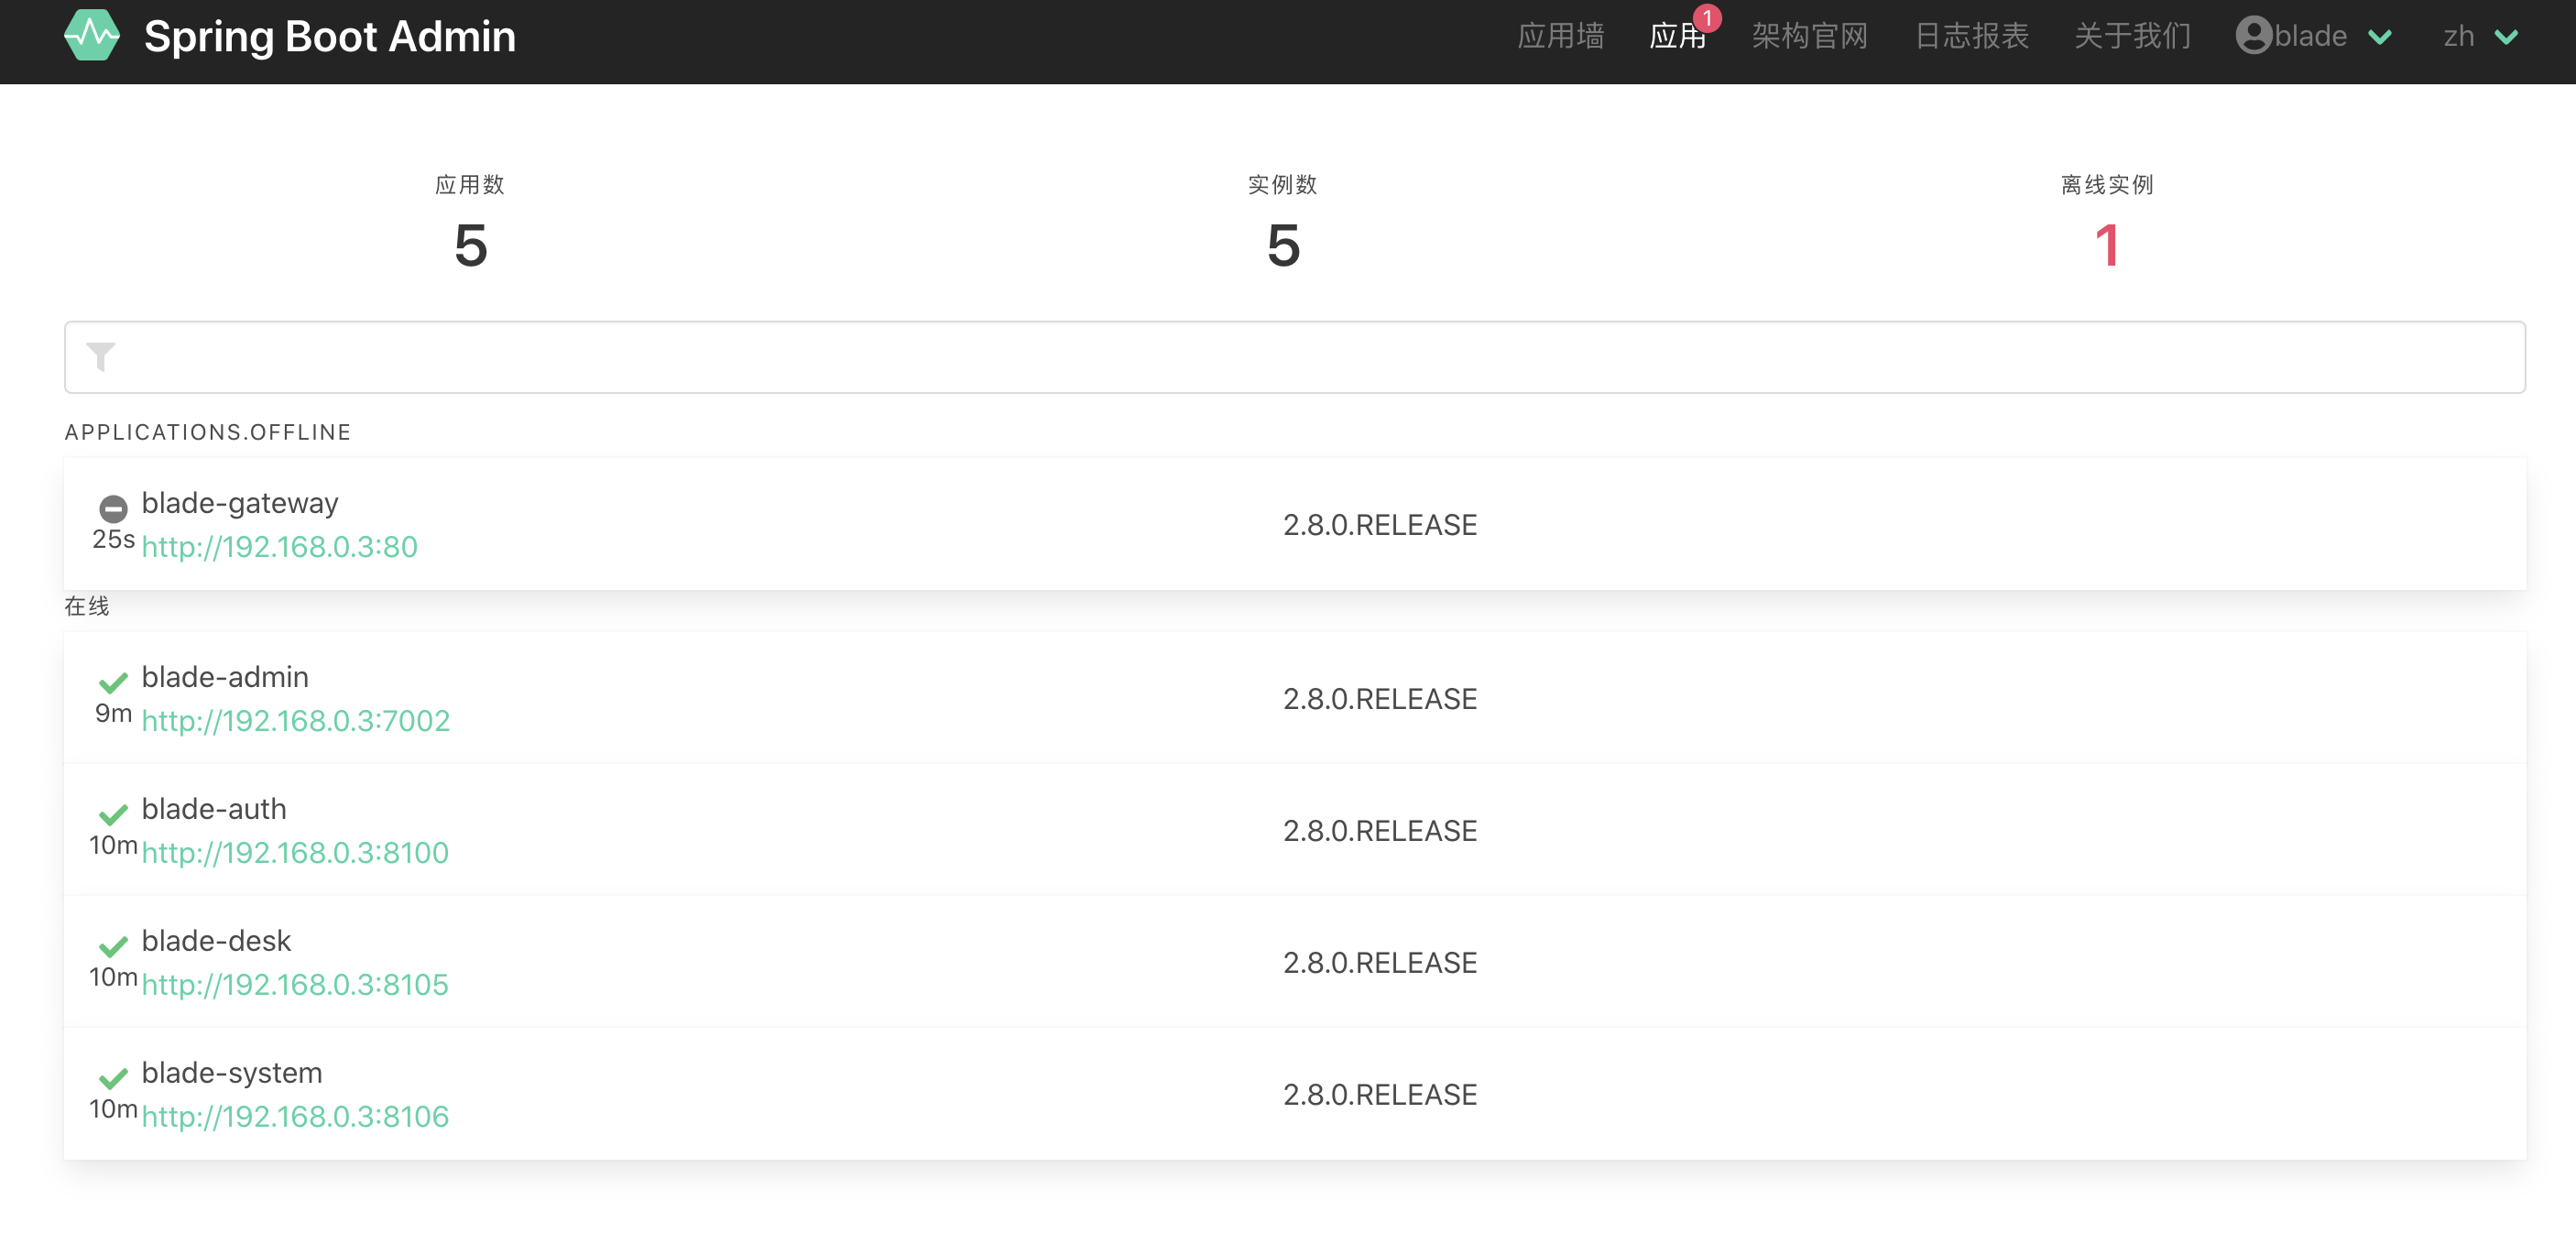 Spring Boot Admin
应用墙 应用 1 架构官网 日志报表 关于我们 blade zh
应用数 实例数 离线实例
5 5 1
APPLICATIONS.OFFLINE
blade-gateway
25s http://192.168.0.3:80
2.8.0.RELEASE
在线
blade-admin
9m http://192.168.0.3:7002
2.8.0.RELEASE
blade-auth
10m http://192.168.0.3:8100
2.8.0.RELEASE
blade-desk
10m http://192.168.0.3:8105
2.8.0.RELEASE
blade-system
10m http://192.168.0.3:8106
2.8.0.RELEASE